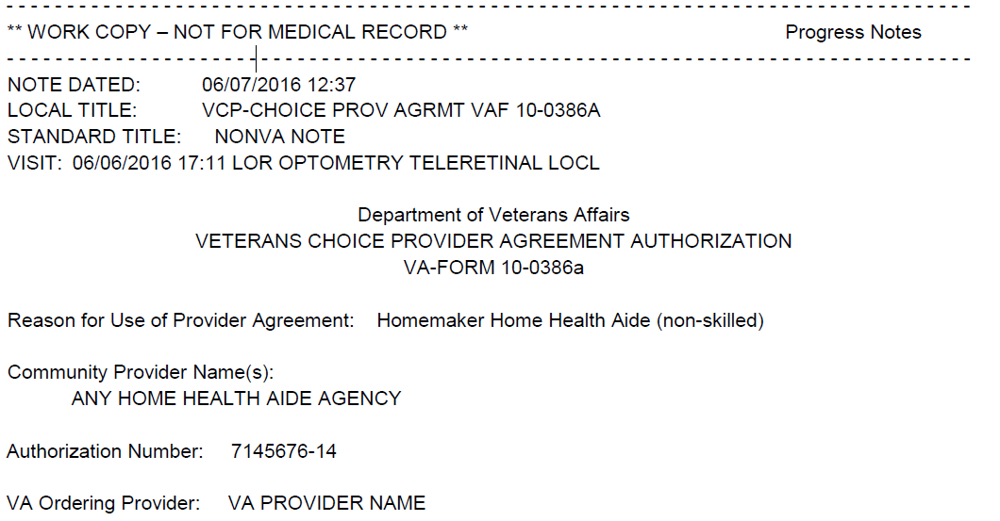 ** WORK COPY – NOT FOR MEDICAL RECORD ** Progress Notes
NOTE DATED: 06/07/2016 12:37
LOCAL TITLE: VCP-CHOICE PROV AGRMT VAF 10-0386A
STANDARD TITLE: NONVA NOTE
VISIT: 06/06/2016 17:11 LOR OPTOMETRY TELERETINAL LOCL
Department of Veterans Affairs
VETERANS CHOICE PROVIDER AGREEMENT AUTHORIZATION
VA-FORM 10-0386a
Reason for Use of Provider Agreement: Homemaker Home Health Aide (non-skilled)
Community Provider Name(s):
ANY HOME HEALTH AIDE AGENCY
Authorization Number: 7145676-14
VA Ordering Provider: VA PROVIDER NAME